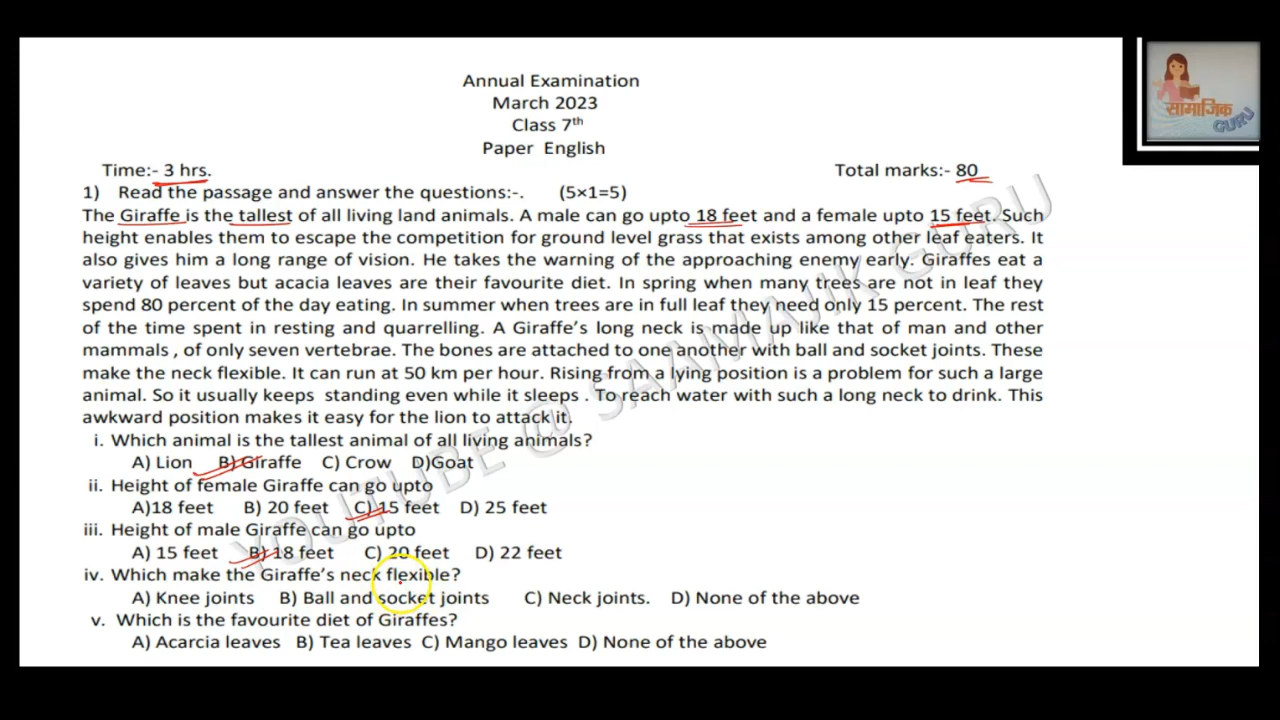 Annual Examination
March 2023
Class 7th
Paper English
Time:- 3 hrs.
Total marks:- 80
1) Read the passage and answer the questions:-. (5×1=5)
The Giraffe is the tallest of all living land animals. A male can go upto 18 feet and a female upto 15 feet. Such
height enables them to escape the competition for ground level grass that exists among other leaf eaters. It
also gives him a long range of vision. He takes the warning of the approaching enemy early. Giraffes eat a
variety of leaves but acacia leaves are their favourite diet. In spring when many trees are not in leaf they
spend 80 percent of the day eating. In summer when trees are in full leaf they need only 15 percent. The rest
of the time spent in resting and quarrelling. A Giraffe's long neck is made up like that of man and other
mammals , of only seven vertebrae. The bones are attached to one another with ball and socket joints. These
make the neck flexible. It can run at 50 km per hour. Rising from a lying position is a problem for such a large
animal. So it usually keeps standing even while it sleeps . To reach water with such a long neck to drink. This
awkward position makes it easy for the lion to attack it.
i. Which animal is the tallest animal of all living animals?
A) Lion B) Giraffe C) Crow D)Goat
ii. Height of female Giraffe can go upto
A)18 feet B) 20 feet C) 15 feet D) 25 feet
iii. Height of male Giraffe can go upto
A) 15 feet B) 18 feet C) 20 feet D) 22 feet
iv. Which make the Giraffe's neck flexible?
A) Knee joints B) Ball and socket joints C) Neck joints. D) None of the above
v. Which is the favourite diet of Giraffes?
A) Acarcia leaves B) Tea leaves C) Mango leaves D) None of the above
YOUTUBE @ SAAMAJIK GURU
सामाजिक
GURU